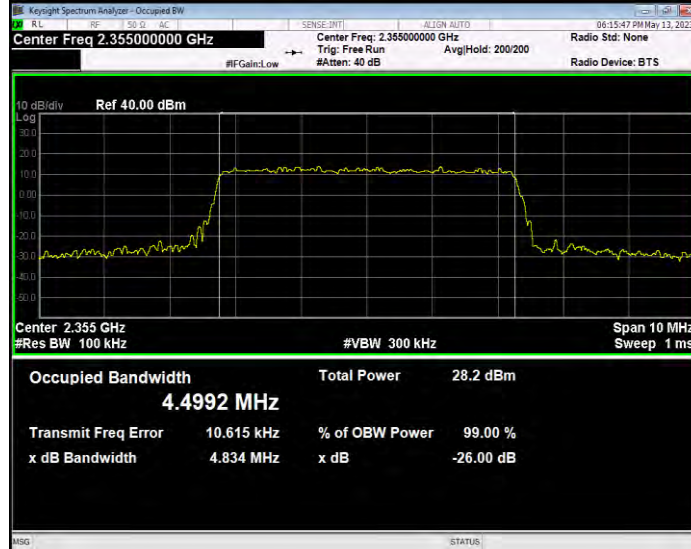 Keysight Spectrum Analyzer - Occupied BW
RL RF 50 Ω AC SENSE:INT ALIGN AUTO 06:15:47 PM May 13, 2023
Center Freq 2.355000000 GHz
Center Freq: 2.355000000 GHz
Radio Std: None
Trig: Free Run Avg|Hold: 200/200
#IFGain:Low #Atten: 40 dB Radio Device: BTS
10 dB/div Ref 40.00 dBm
Log
30.0
20.0
10.0
0.00
-10.0
-20.0
-30.0
-40.0
-50.0
Center 2.355 GHz Span 10 MHz
#Res BW 100 kHz #VBW 300 kHz Sweep 1 ms
Occupied Bandwidth Total Power 28.2 dBm
4.4992 MHz
Transmit Freq Error 10.615 kHz % of OBW Power 99.00 %
x dB Bandwidth 4.834 MHz x dB -26.00 dB
MSG STATUS